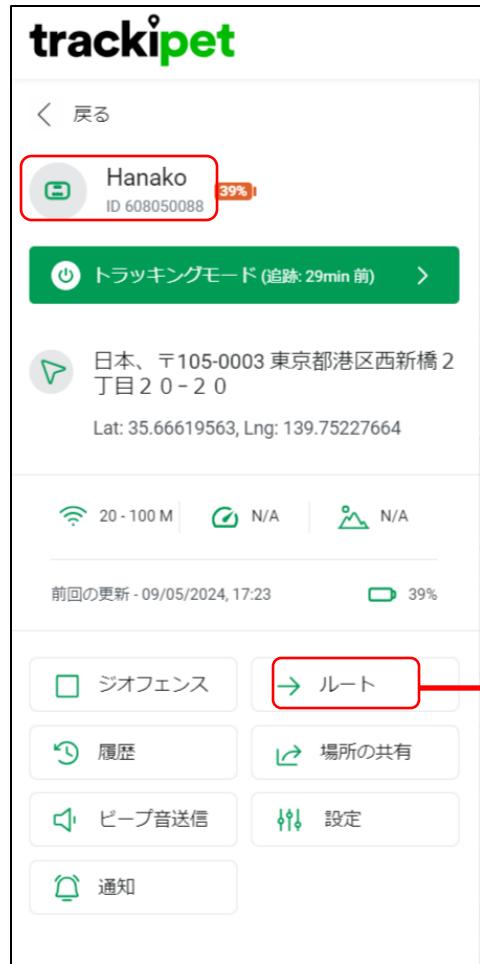 trackipet
戻る
Hanako
39%
ID 608050088
トラッキングモード (追跡: 29min 前)
日本、〒105-0003 東京都港区西新橋２
丁目２０−２０
Lat: 35.66619563, Lng: 139.75227664
20 - 100 M N/A N/A
前回の更新 - 09/05/2024, 17:23 39%
ジオフェンス ルート
履歴 場所の共有
ビープ音送信 設定
通知